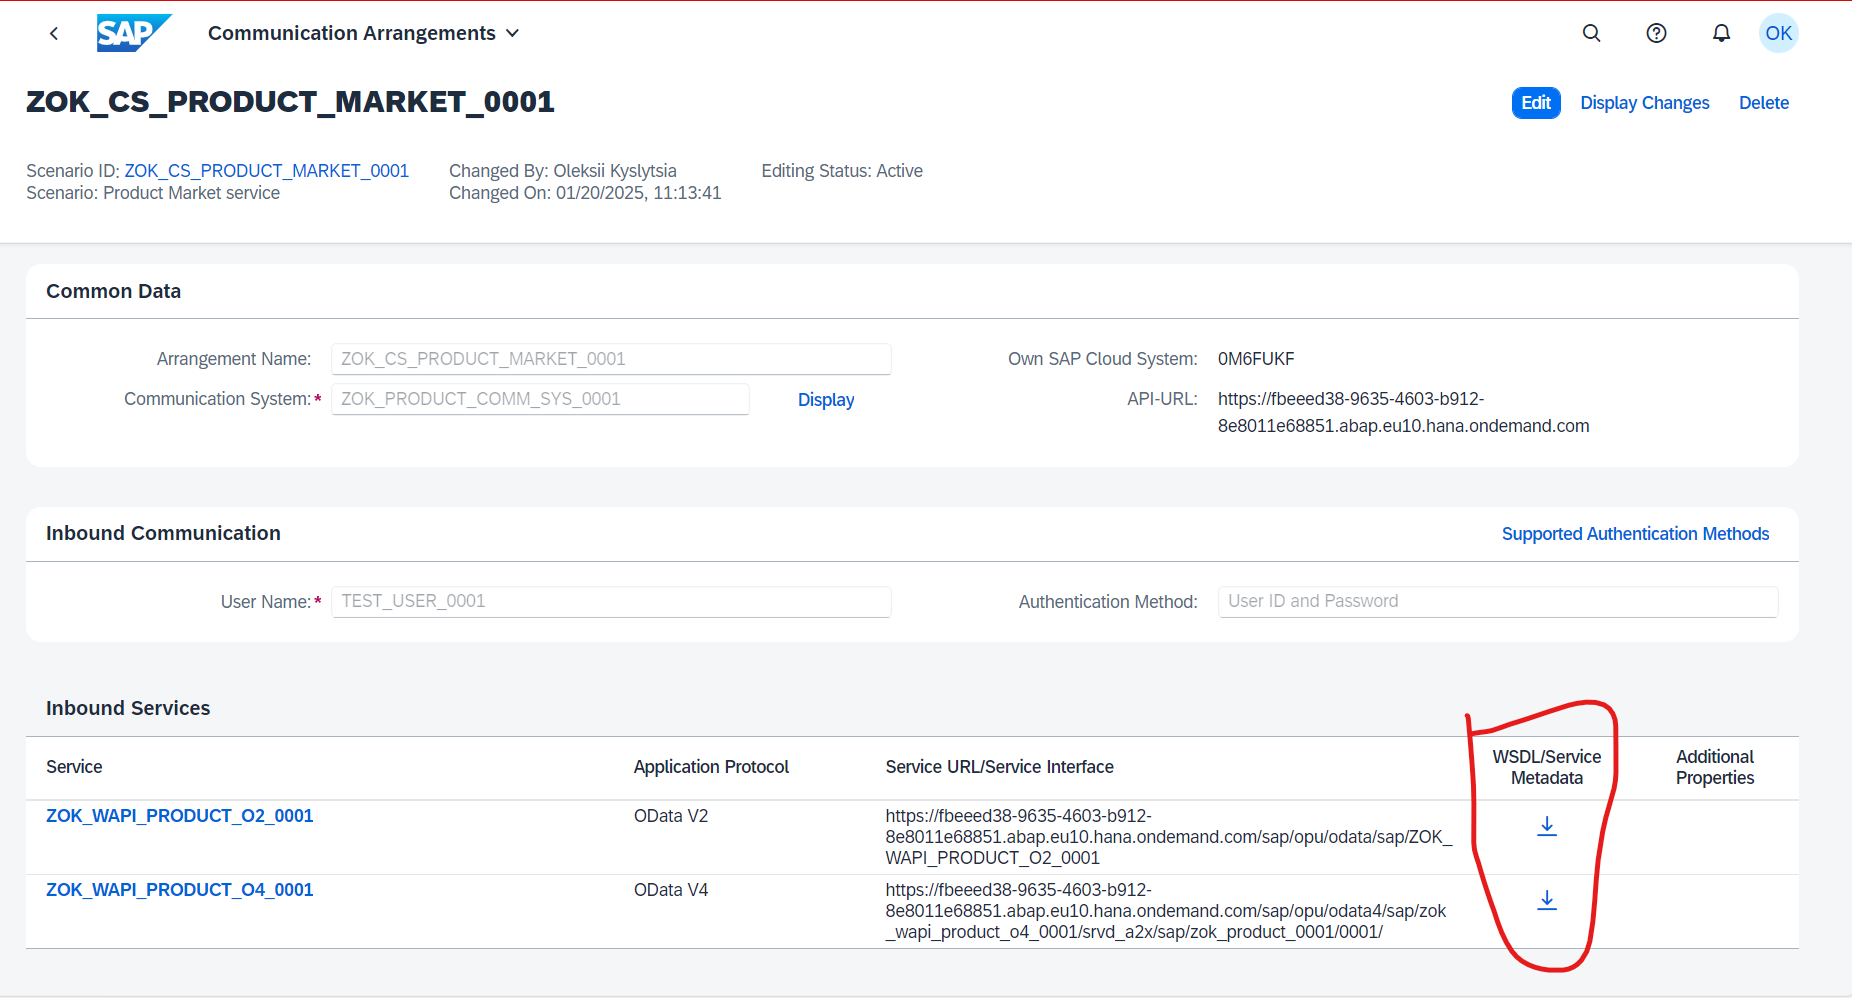 SAP
Communication Arrangements
OK
ZOK_CS_PRODUCT_MARKET_0001
Edit
Display Changes
Delete
Scenario ID: ZOK_CS_PRODUCT_MARKET_0001
Scenario: Product Market service
Changed By: Oleksii Kyslytsia
Changed On: 01/20/2025, 11:13:41
Editing Status: Active
Common Data
Arrangement Name: ZOK_CS_PRODUCT_MARKET_0001
Communication System:* ZOK_PRODUCT_COMM_SYS_0001
Display
Own SAP Cloud System: 0M6FUKF
API-URL: https://fbeeed38-9635-4603-b912-
8e8011e68851.abap.eu10.hana.ondemand.com
Inbound Communication
Supported Authentication Methods
User Name:* TEST_USER_0001
Authentication Method: User ID and Password
Inbound Services
Service
Application Protocol
Service URL/Service Interface
WSDL/Service
Metadata
Additional
Properties
ZOK_WAPI_PRODUCT_O2_0001
OData V2
https://fbeeed38-9635-4603-b912-
8e8011e68851.abap.eu10.hana.ondemand.com/sap/opu/odata/sap/ZOK_
WAPI_PRODUCT_O2_0001
ZOK_WAPI_PRODUCT_O4_0001
OData V4
https://fbeeed38-9635-4603-b912-
8e8011e68851.abap.eu10.hana.ondemand.com/sap/opu/odata4/sap/zok
_wapi_product_o4_0001/srvd_a2x/sap/zok_product_0001/0001/